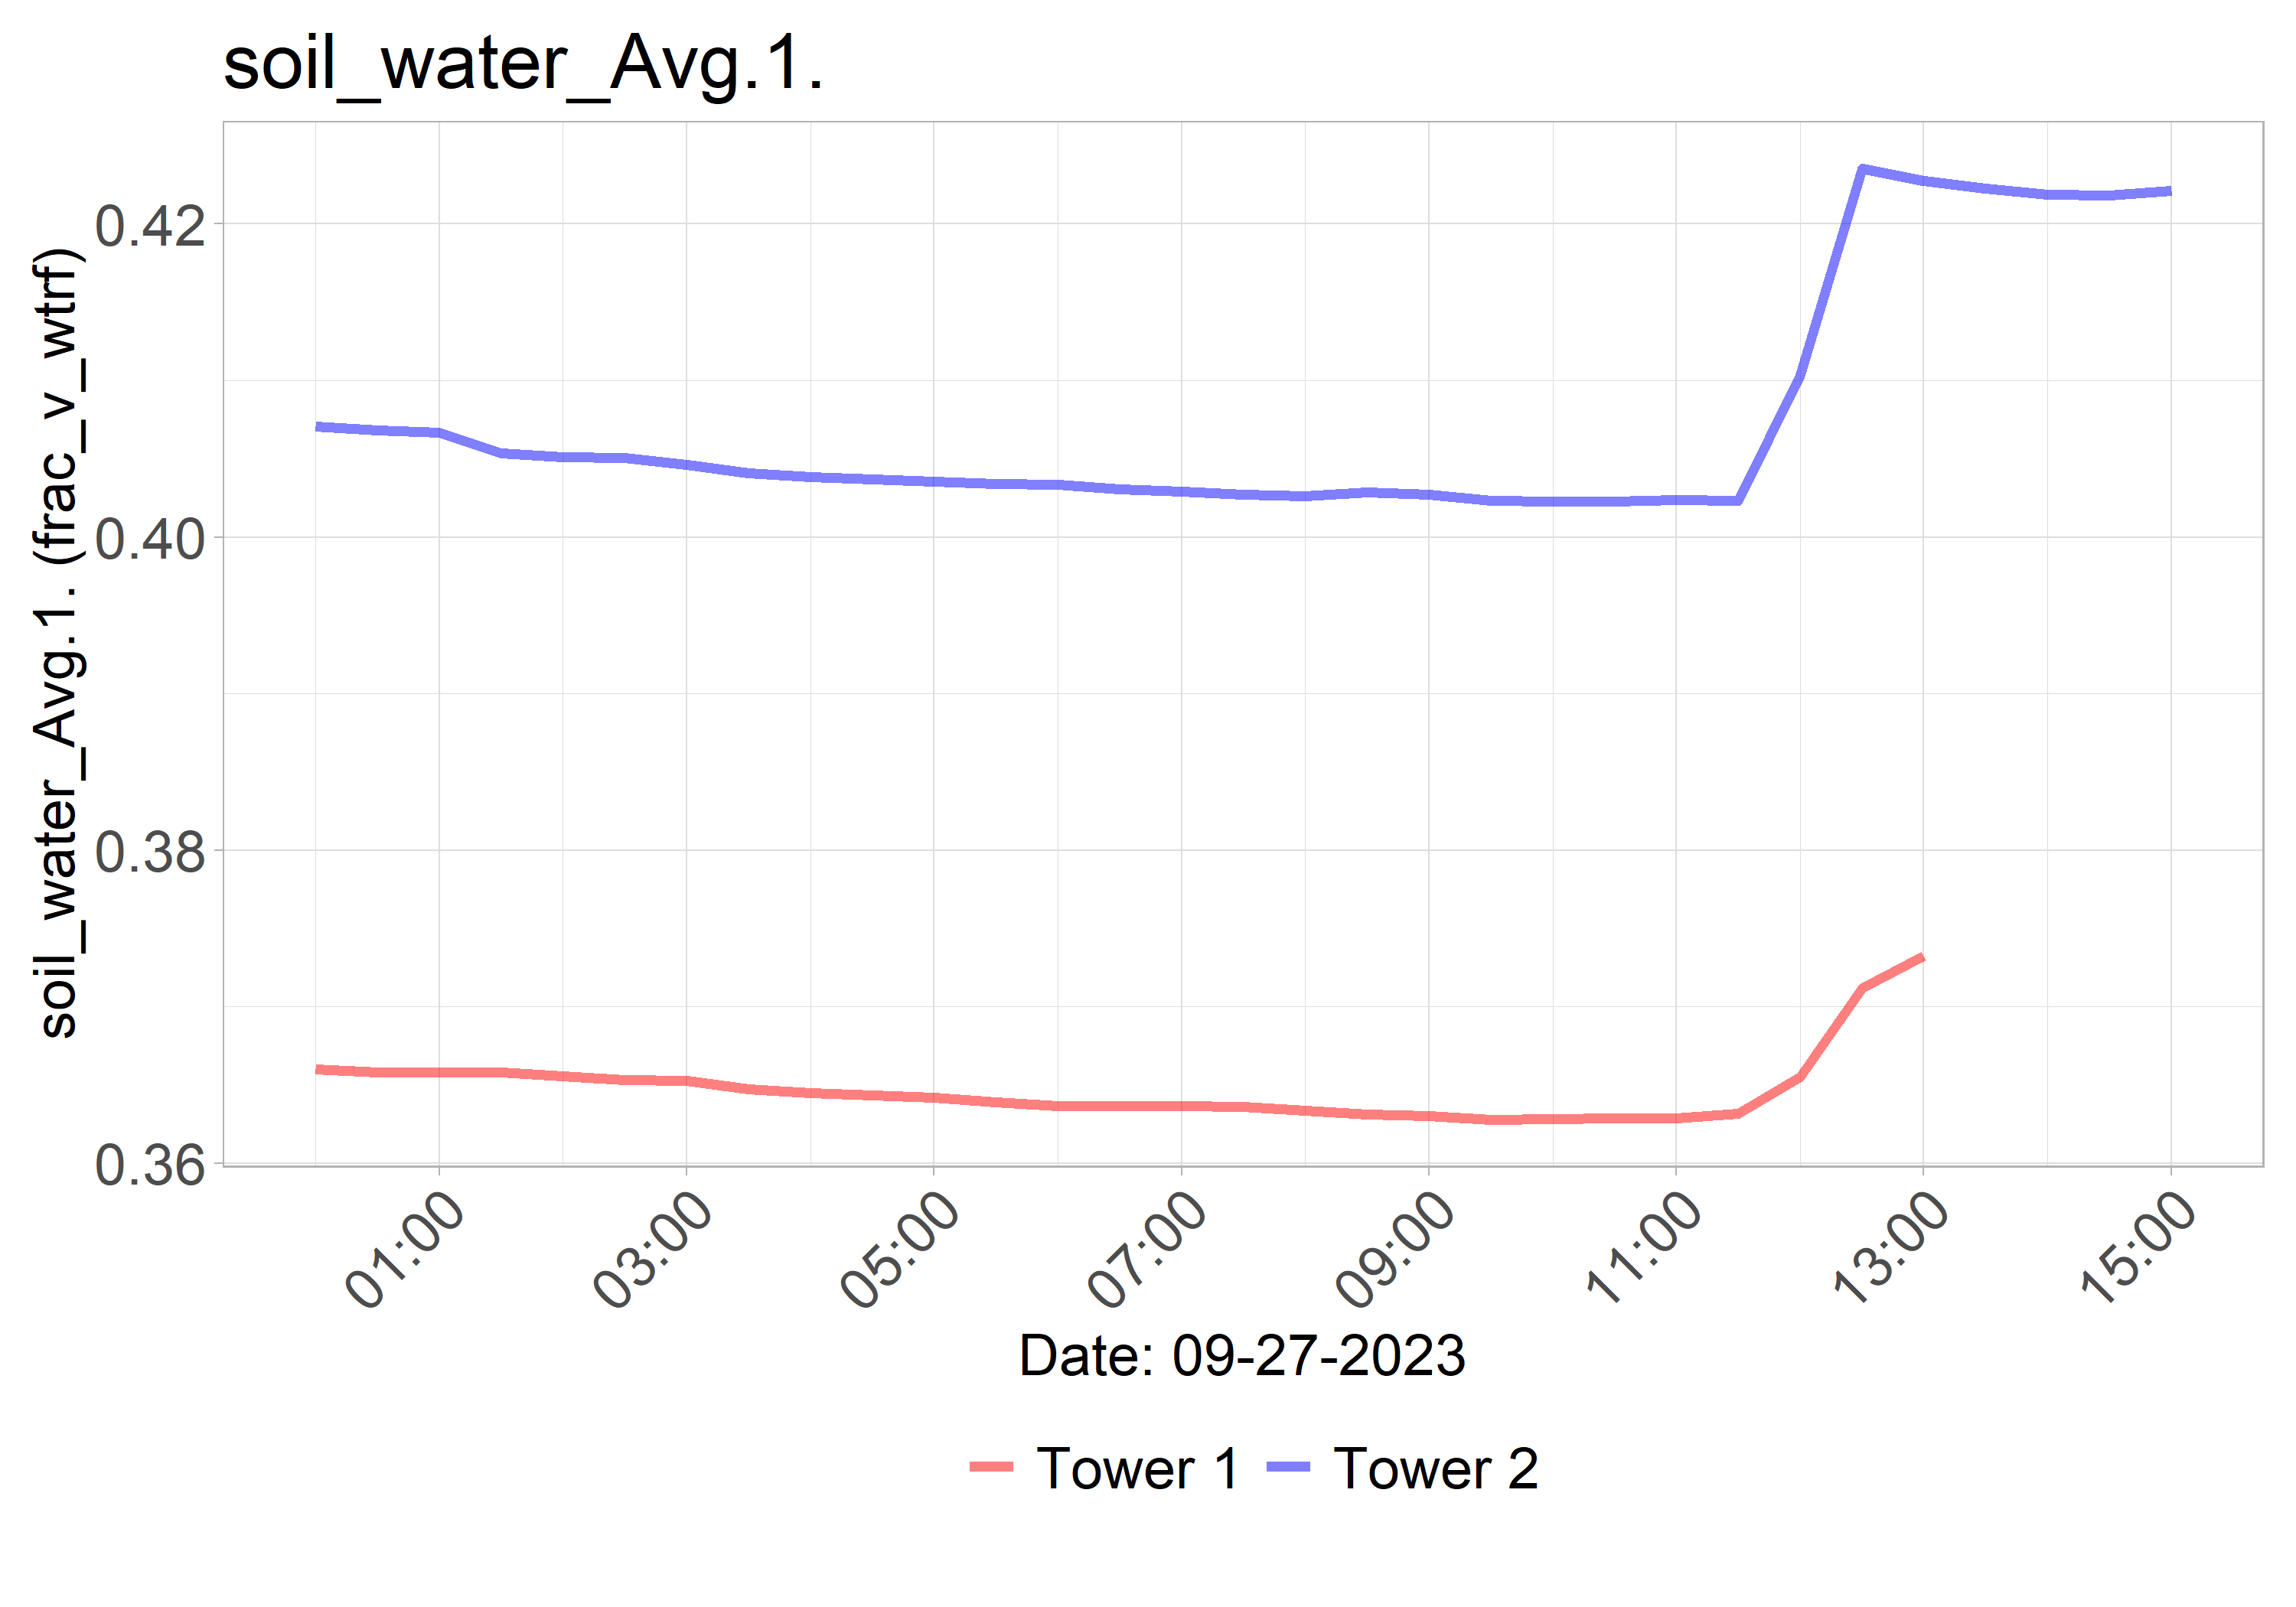 soil_water_Avg.1.
soil_water_Avg.1. (frac_v_wtrf)
0.42
0.40
0.38
0.36
01:00 03:00 05:00 07:00 09:00 11:00 13:00 15:00
Date: 09-27-2023
Tower 1 Tower 2